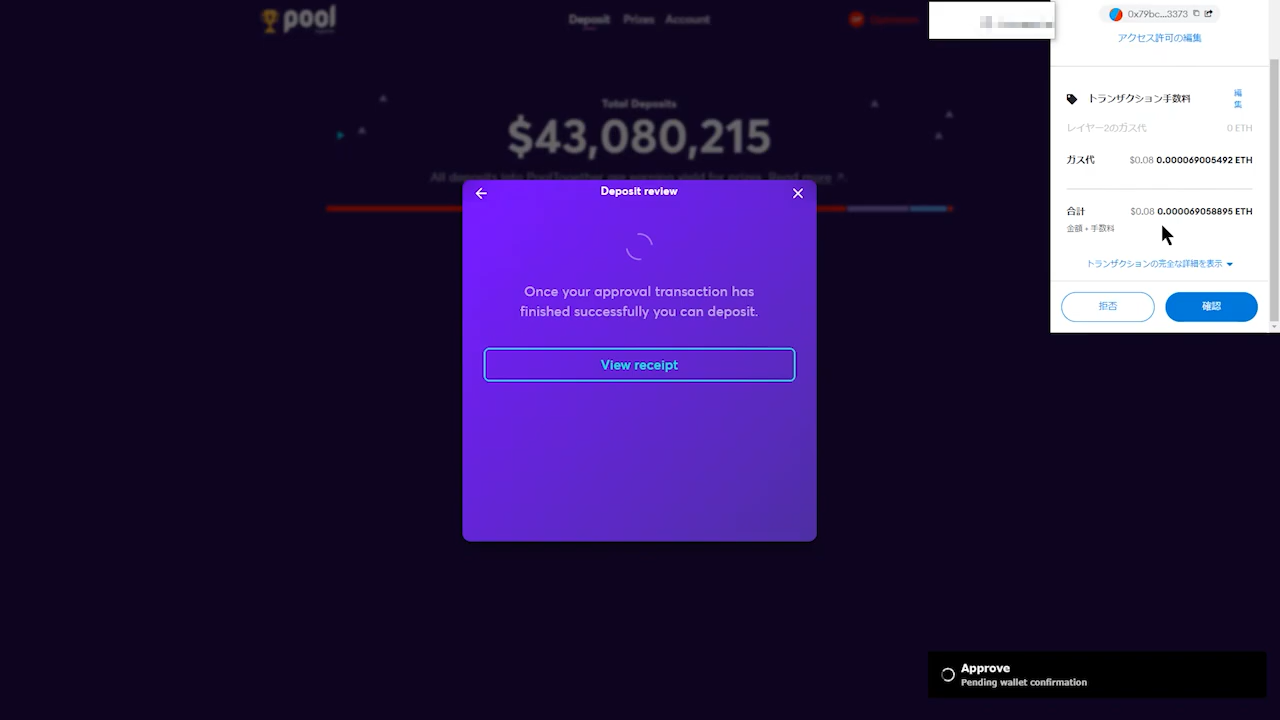 pool
Deposit Prizes Account
Total Deposits
$43,080,215
All deposits into PoolTogether are earning yield for prizes. Read more
Deposit review
Once your approval transaction has
finished successfully you can deposit.
View receipt
0x79bc...3373
アクセス許可の編集
トランザクション手数料
編
集
レイヤー2のガス代 0 ETH
ガス代 $0.08 0.000069005492 ETH
合計 $0.08 0.000069058895 ETH
金額 + 手数料
トランザクションの完全な詳細を表示
拒否 確認
Approve
Pending wallet confirmation